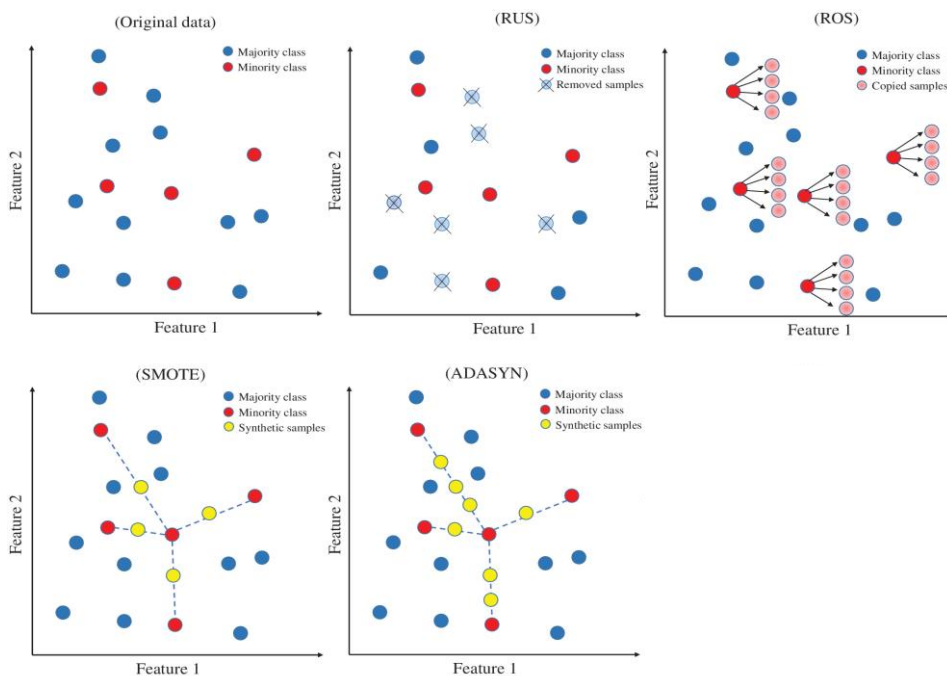 (Original data)
Majority class
Minority class
Feature 2
Feature 1
(RUS)
Majority class
Minority class
Removed samples
Feature 2
Feature 1
(ROS)
Majority class
Minority class
Copied samples
Feature 2
Feature 1
(SMOTE)
Majority class
Minority class
Synthetic samples
Feature 2
Feature 1
(ADASYN)
Majority class
Minority class
Synthetic samples
Feature 2
Feature 1